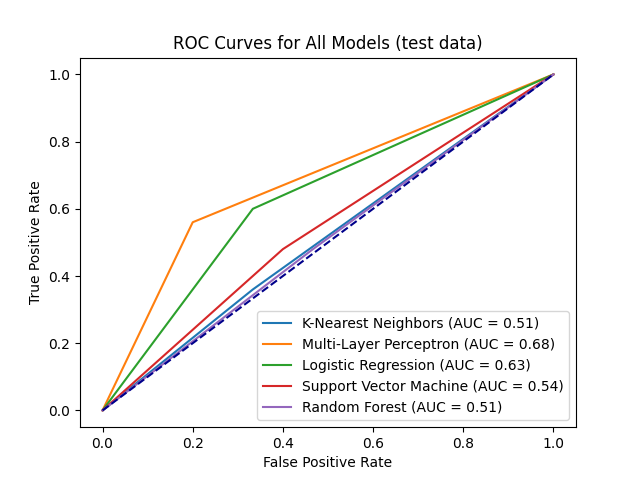 ROC Curves for All Models (test data)
1.0
0.8
0.6
0.4
0.2
0.0
True Positive Rate
K-Nearest Neighbors (AUC = 0.51)
Multi-Layer Perceptron (AUC = 0.68)
Logistic Regression (AUC = 0.63)
Support Vector Machine (AUC = 0.54)
Random Forest (AUC = 0.51)
0.0 0.2 0.4 0.6 0.8 1.0
False Positive Rate